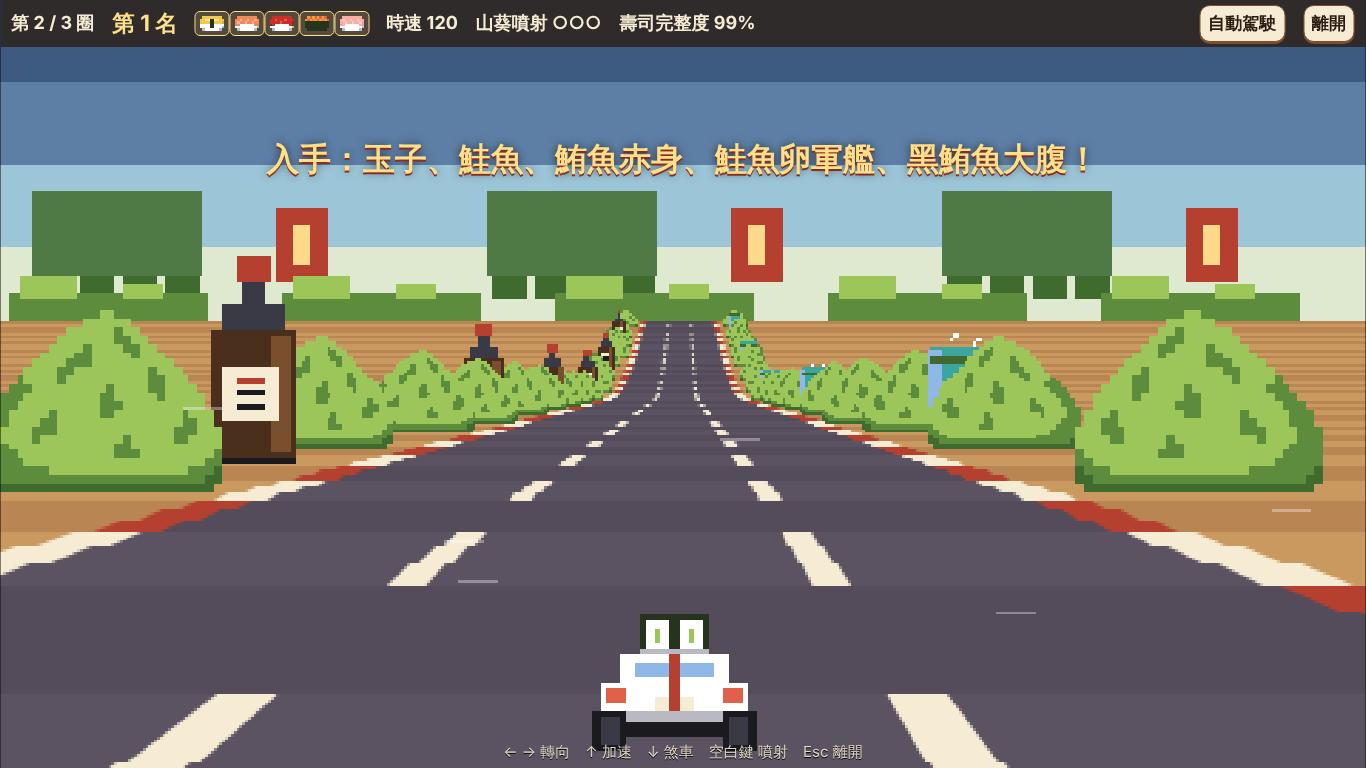 第 2 / 3 圈 第 1 名 時速 120 山葵噴射 ○○○ 壽司完整度 99% 自動駕駛 離開
入手：玉子、鮭魚、鮪魚赤身、鮭魚卵軍艦、黑鮪魚大腹！
← → 轉向 ↑ 加速 ↓ 煞車 空白鍵 噴射 Esc 離開